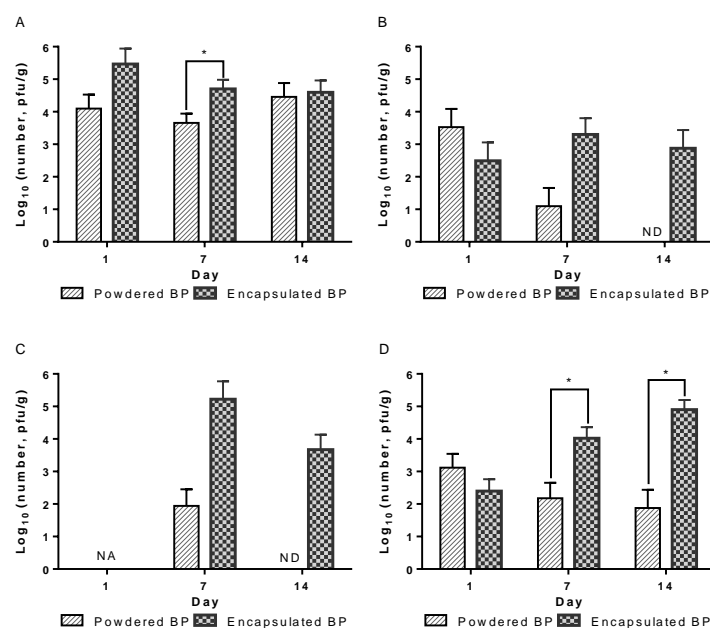 A
Log10 (number, pfu/g)
6
5
4
3
2
1
0
*
1 7 14
Day
Powdered BP Encapsulated BP
B
Log10 (number, pfu/g)
6
5
4
3
2
1
0
ND
1 7 14
Day
Powdered BP Encapsulated BP
C
Log10 (number, pfu/g)
6
5
4
3
2
1
0
NA ND
1 7 14
Day
Powdered BP Encapsulated BP
D
Log10 (number, pfu/g)
6
5
4
3
2
1
0
* *
1 7 14
Day
Powdered BP Encapsulated BP